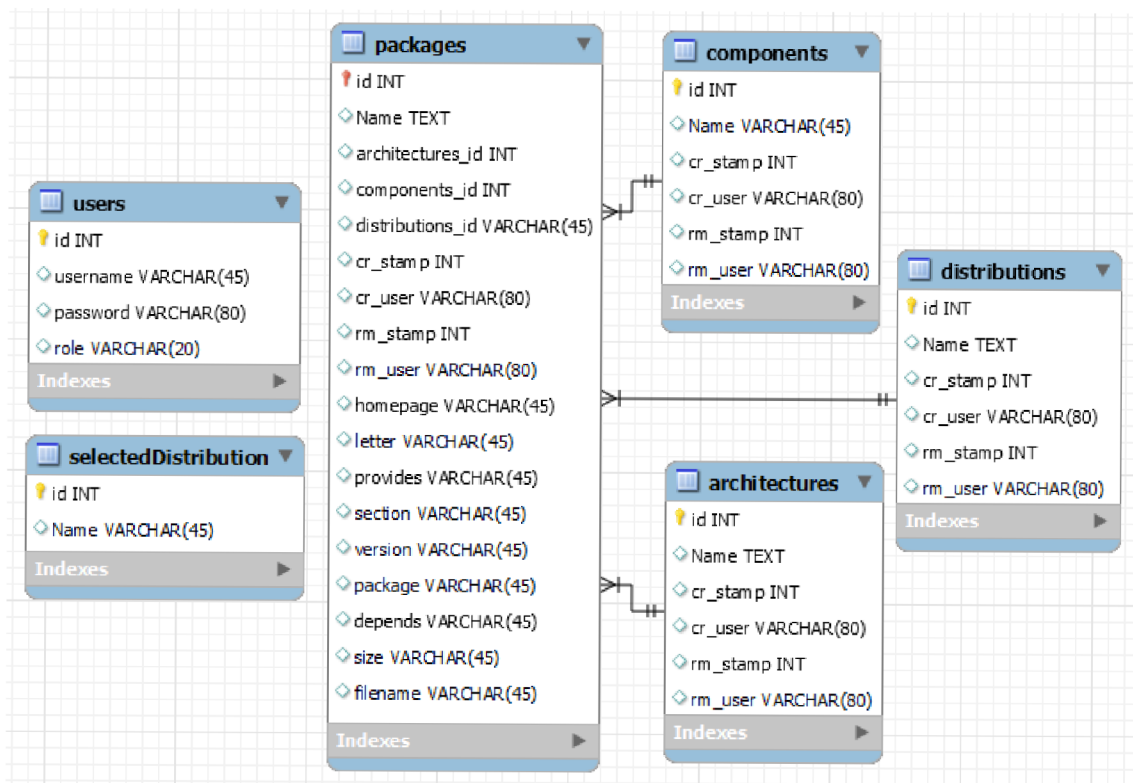 packages
id INT
Name TEXT
architectures_id INT
components_id INT
distributions_id VARCHAR(45)
cr_stamp INT
cr_user VARCHAR(80)
rm_stamp INT
rm_user VARCHAR(80)
homepage VARCHAR(45)
letter VARCHAR(45)
provides VARCHAR(45)
section VARCHAR(45)
version VARCHAR(45)
package VARCHAR(45)
depends VARCHAR(45)
size VARCHAR(45)
filename VARCHAR(45)
Indexes
components
id INT
Name VARCHAR(45)
cr_stamp INT
cr_user VARCHAR(80)
rm_stamp INT
rm_user VARCHAR(80)
Indexes
users
id INT
username VARCHAR(45)
password VARCHAR(80)
role VARCHAR(20)
Indexes
distributions
id INT
Name TEXT
cr_stamp INT
cr_user VARCHAR(80)
rm_stamp INT
rm_user VARCHAR(80)
Indexes
selectedDistribution
id INT
Name VARCHAR(45)
Indexes
architectures
id INT
Name TEXT
cr_stamp INT
cr_user VARCHAR(80)
rm_stamp INT
rm_user VARCHAR(80)
Indexes